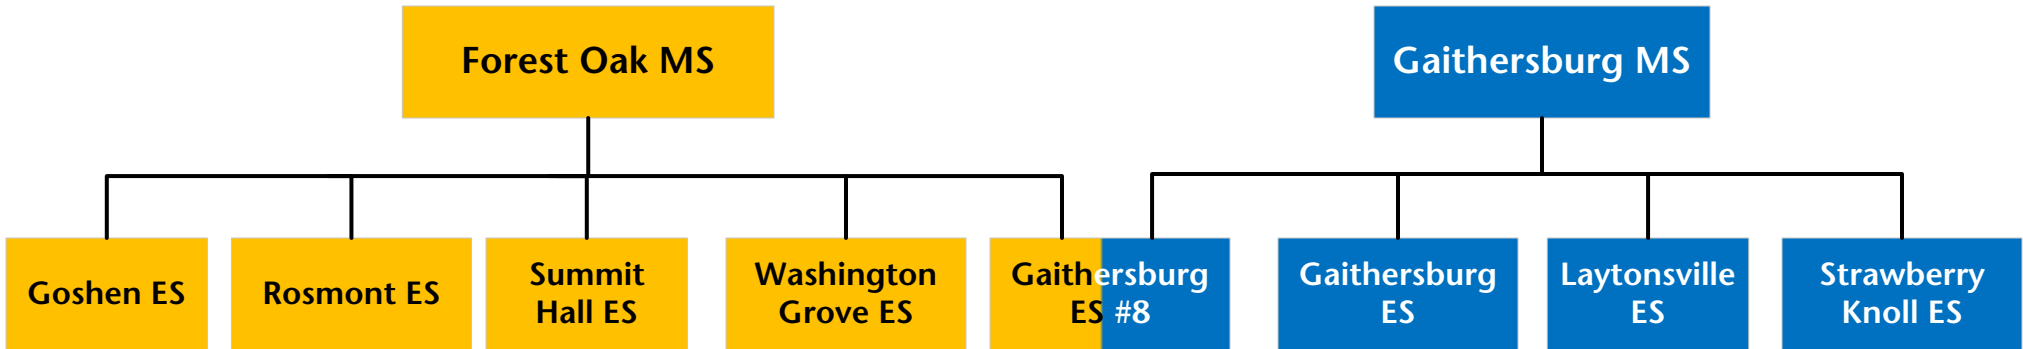 Forest Oak MS
Gaithersburg MS
Goshen ES
Rosmont ES
Summit
Hall ES
Washington
Grove ES
Gaithersburg
ES #8
Gaithersburg
ES
Laytonsville
ES
Strawberry
Knoll ES